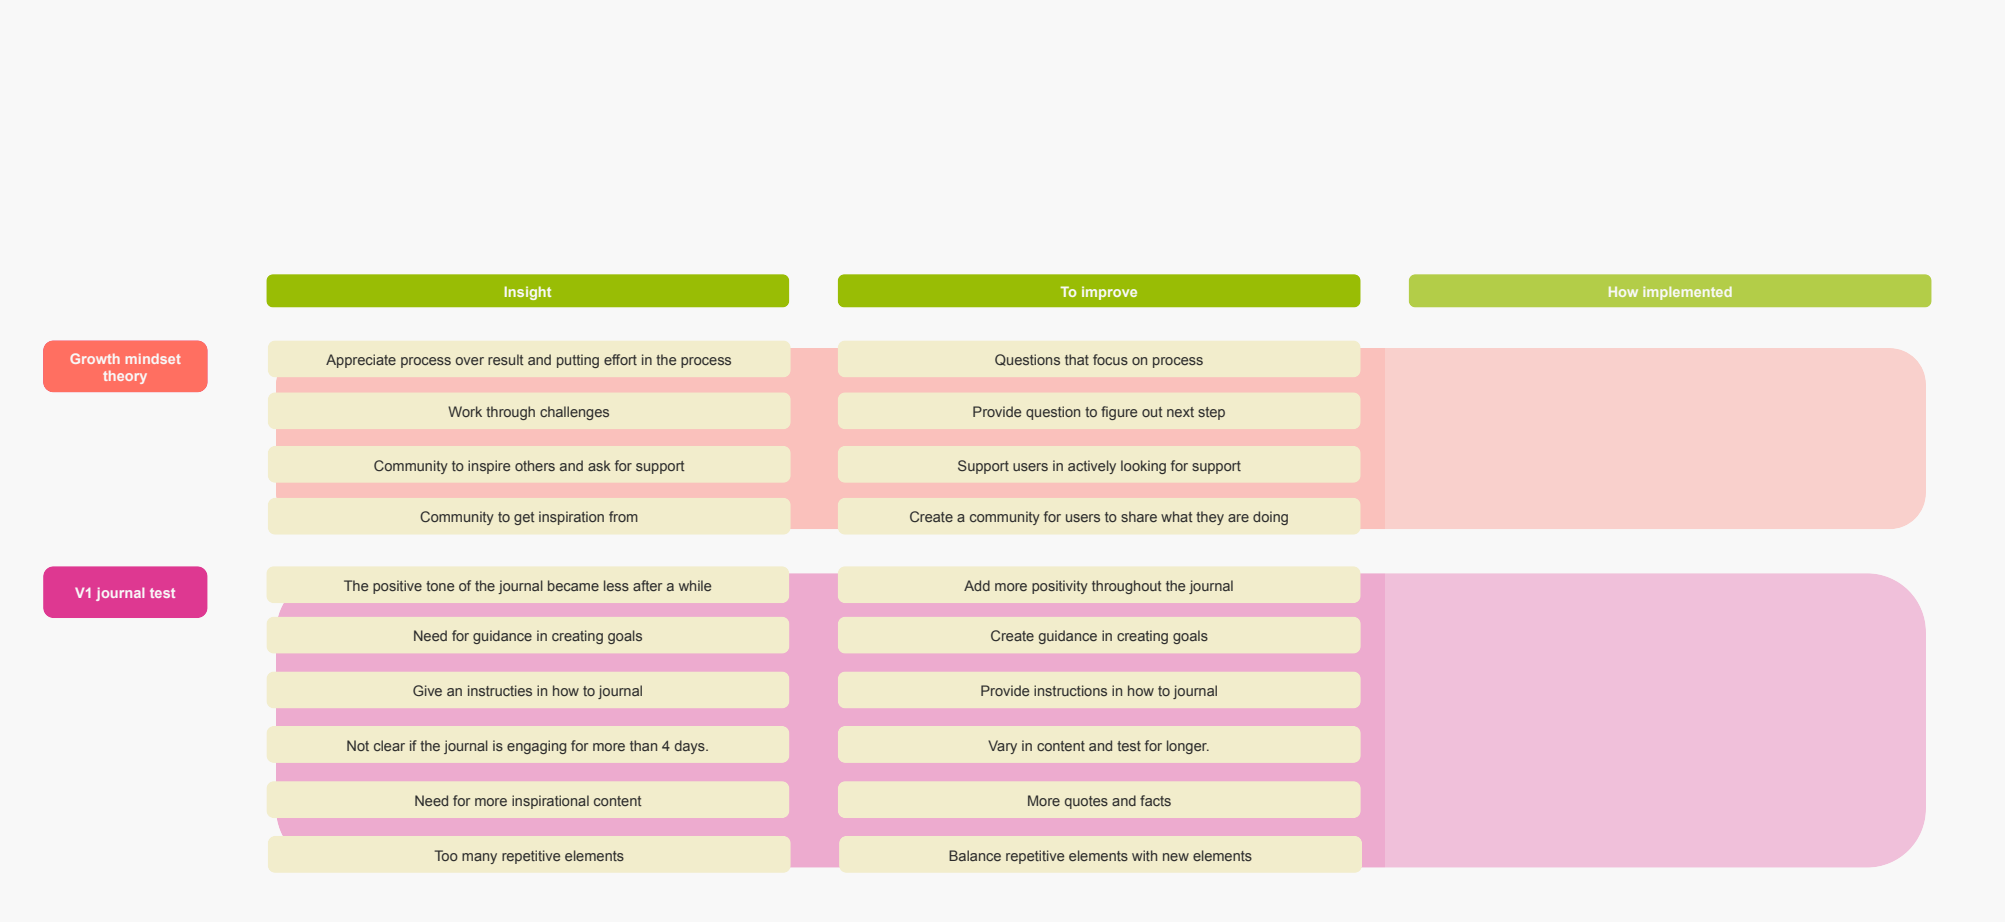 Insight
To improve
How implemented
Growth mindset
theory
Appreciate process over result and putting effort in the process
Questions that focus on process
Work through challenges
Provide question to figure out next step
Community to inspire others and ask for support
Support users in actively looking for support
Community to get inspiration from
Create a community for users to share what they are doing
V1 journal test
The positive tone of the journal became less after a while
Add more positivity throughout the journal
Need for guidance in creating goals
Create guidance in creating goals
Give an instructies in how to journal
Provide instructions in how to journal
Not clear if the journal is engaging for more than 4 days.
Vary in content and test for longer.
Need for more inspirational content
More quotes and facts
Too many repetitive elements
Balance repetitive elements with new elements